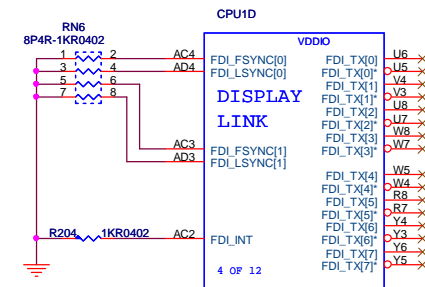 CPU1D
RN6
8P4R-1KR0402
VDDIO
1 2 AC4 FDI_FSYNC[0] FDI_TX[0] U6
3 4 AD4 FDI_LSYNC[0] FDI_TX[0]* U5
5 6 FDI_TX[1] V4
7 8 FDI_TX[1]* V3
DISPLAY
FDI_TX[2] U8
LINK
FDI_TX[2]* U7
FDI_TX[3] W8
AC3 FDI_FSYNC[1] FDI_TX[3]* W7
AD3 FDI_LSYNC[1]
FDI_TX[4] W5
FDI_TX[4]* W4
FDI_TX[5] R8
FDI_TX[5]* R7
FDI_TX[6] Y4
R204 1KR0402 AC2 FDI_INT FDI_TX[6]* Y3
FDI_TX[7] Y6
4 OF 12 FDI_TX[7]* Y5